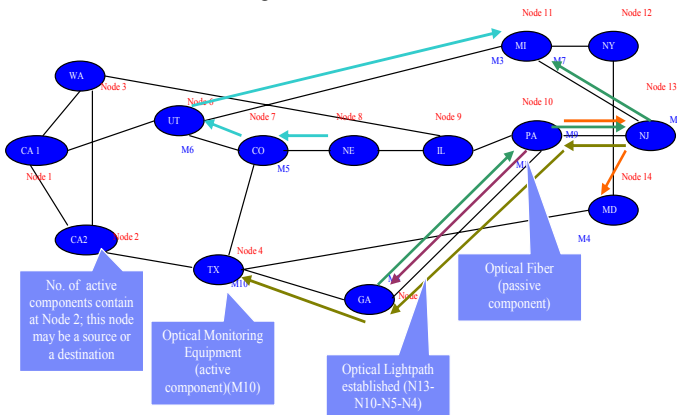 Node 11
Node 12
MI
NY
M3
M7
WA
Node 3
Node 13
Node 6
UT
Node 7
Node 8
Node 9
Node 10
PA
M9
NJ
M
CA 1
M6
CO
M5
NE
IL
Node 1
Node 14
MD
M4
CA2
Node 2
Node 4
TX
M10
GA
Node
No. of active
components contain
at Node 2; this node
may be a source or
a destination
Optical Monitoring
Equipment
(active
component)(M10)
Optical Lightpath
established (N13-
N10-N5-N4)
Optical Fiber
(passive
component)